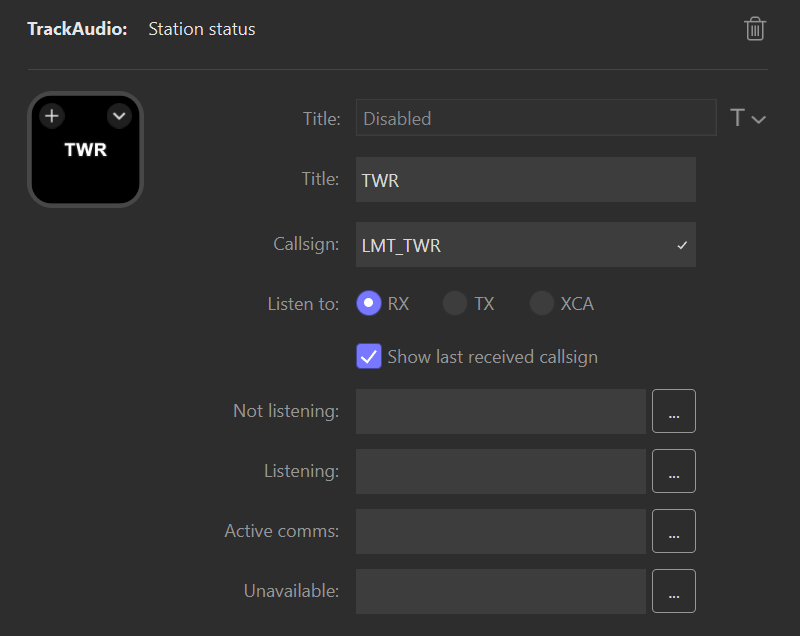 TrackAudio: Station status
TWR
Title: Disabled T
Title: TWR
Callsign: LMT_TWR
Listen to: RX TX XCA
Show last received callsign
Not listening: ...
Listening: ...
Active comms: ...
Unavailable: ...